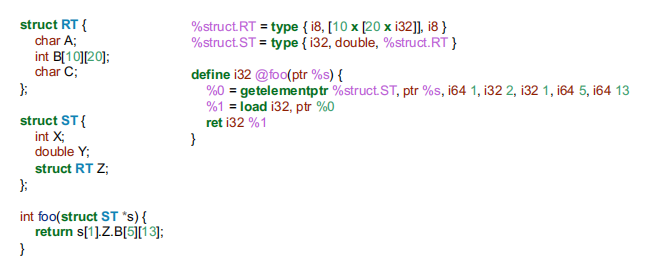 struct RT {
char A;
int B[10][20];
char C;
};
struct ST {
int X;
double Y;
struct RT Z;
};
int foo(struct ST *s) {
return s[1].Z.B[5][13];
}
%struct.RT = type { i8, [10 x [20 x i32]], i8 }
%struct.ST = type { i32, double, %struct.RT }
define i32 @foo(ptr %s) {
%0 = getelementptr %struct.ST, ptr %s, i64 1, i32 2, i32 1, i64 5, i64 13
%1 = load i32, ptr %0
ret i32 %1
}